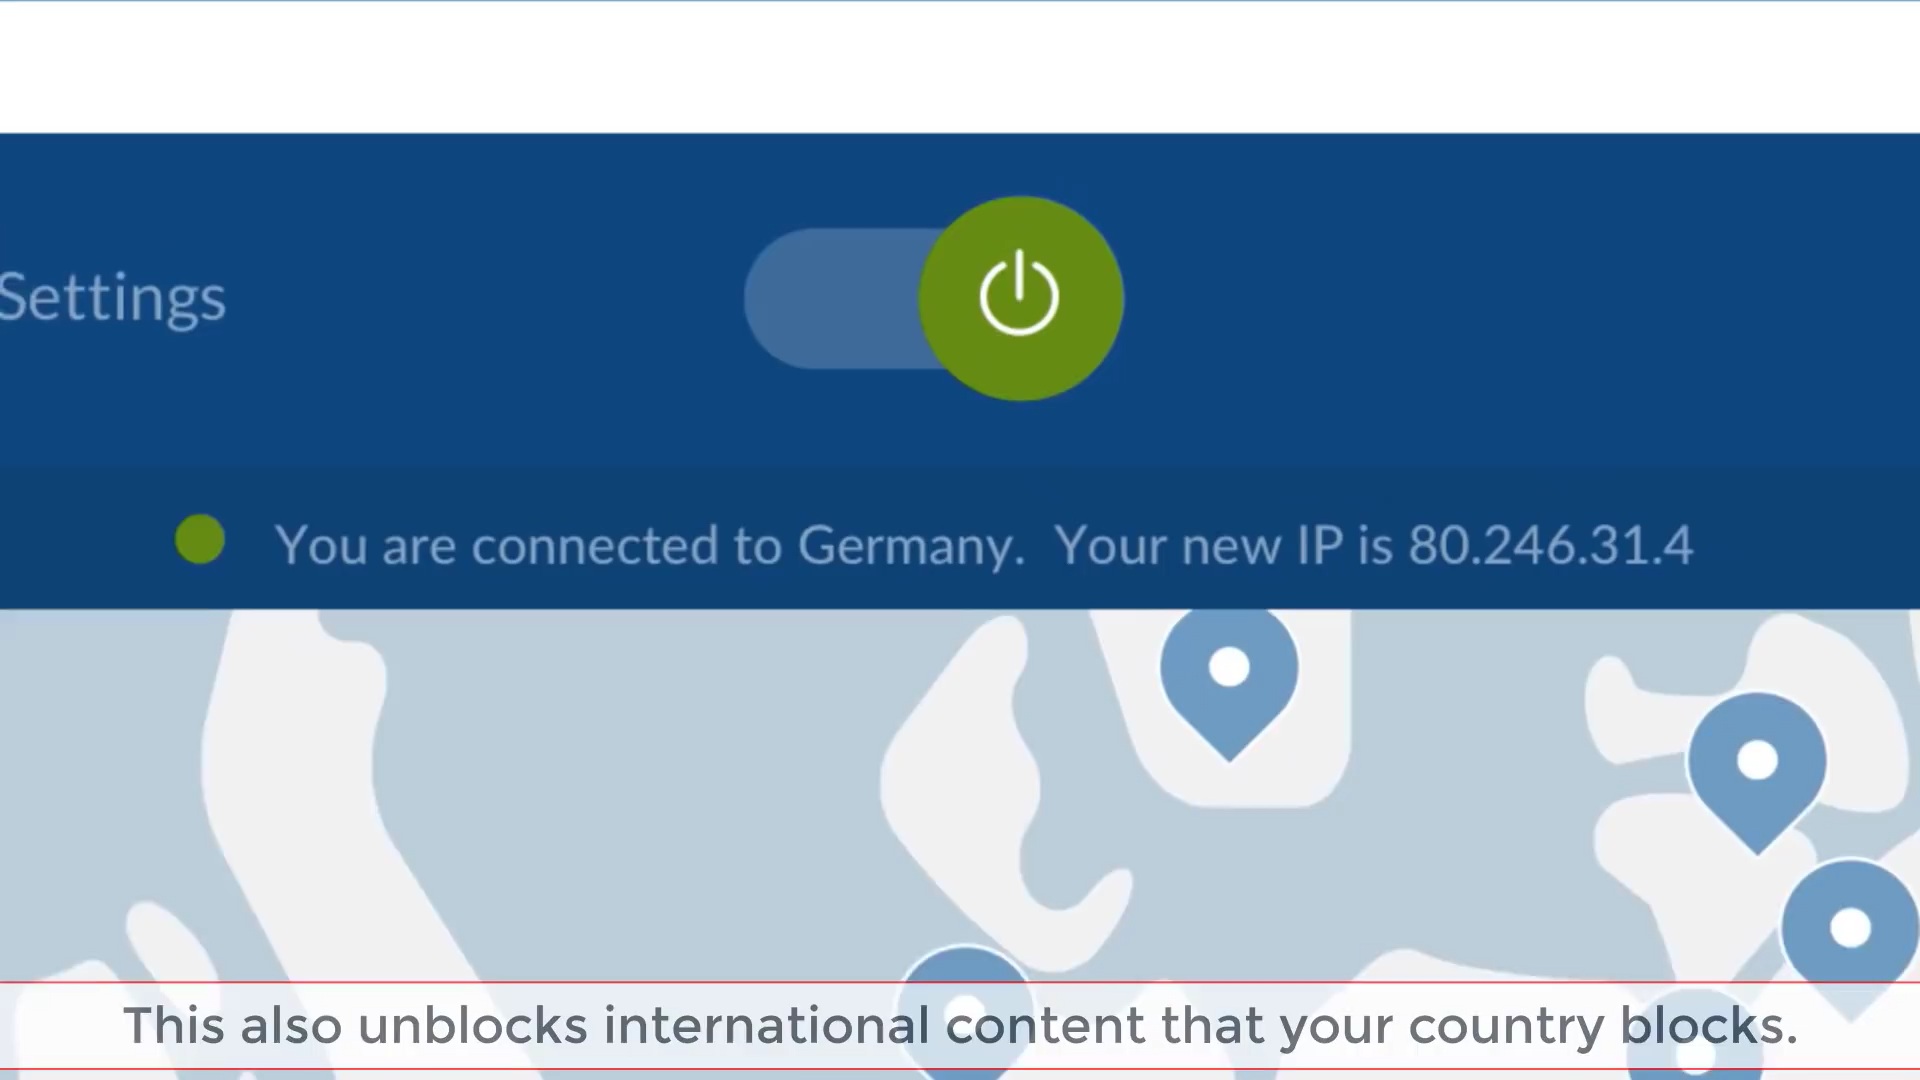 Settings
You are connected to Germany. Your new IP is 80.246.31.4
This also unblocks international content that your country blocks.